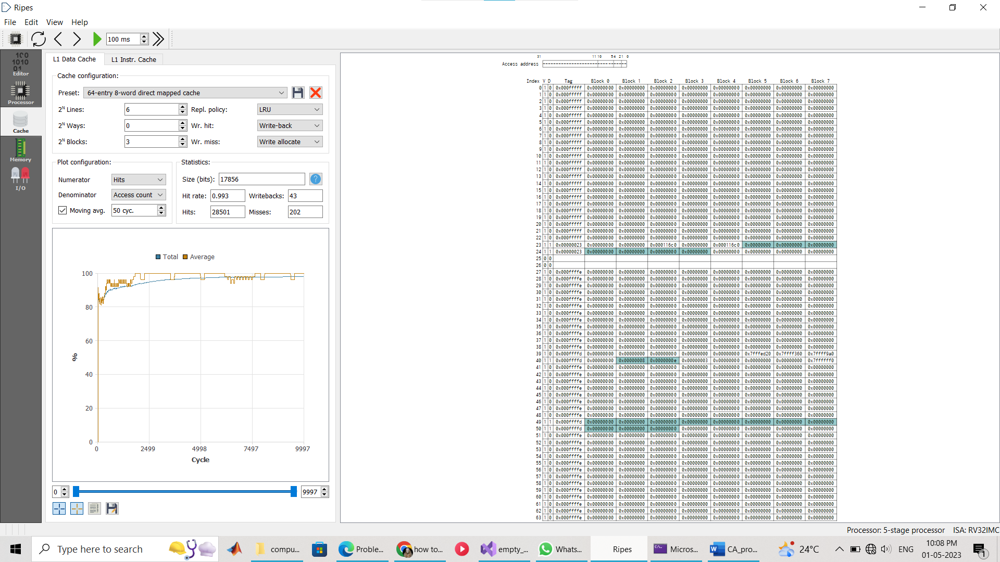 Ripes
File Edit View Help
100 ms
Editor
Processor
Cache
Memory
I/O
L1 Data Cache L1 Instr. Cache
Cache configuration:
Preset: 64-entry 8-word direct mapped cache
2^N Lines: 6 Repl. policy: LRU
2^N Ways: 0 Wr. hit: Write-back
2^N Blocks: 3 Wr. miss: Write allocate
Plot configuration:
Numerator Hits
Denominator Access count
Moving avg. 50 cyc.
Statistics:
Size (bits): 17856
Hit rate: 0.993 Writebacks: 43
Hits: 28501 Misses: 202
Total Average
100
80
60
40
20
0
%
0 2499 4998 7497 9997
Cycle
0 9997
31 11 10 5 4 2 1 0
Access address
Index V D Tag Block 0 Block 1 Block 2 Block 3 Block 4 Block 5 Block 6 Block 7
0 1 0 0x000fffff 0x00000000 0x00000000 0x00000000 0x00000000 0x00000000 0x00000000 0x00000000 0x00000000
1 1 0 0x000fffff 0x00000000 0x00000000 0x00000000 0x00000000 0x00000000 0x00000000 0x00000000 0x00000000
2 1 0 0x000fffff 0x00000000 0x00000000 0x00000000 0x00000000 0x00000000 0x00000000 0x00000000 0x00000000
3 1 0 0x000fffff 0x00000000 0x00000000 0x00000000 0x00000000 0x00000000 0x00000000 0x00000000 0x00000000
4 1 0 0x000fffff 0x00000000 0x00000000 0x00000000 0x00000000 0x00000000 0x00000000 0x00000000 0x00000000
5 1 0 0x000fffff 0x00000000 0x00000000 0x00000000 0x00000000 0x00000000 0x00000000 0x00000000 0x00000000
6 1 0 0x000fffff 0x00000000 0x00000000 0x00000000 0x00000000 0x00000000 0x00000000 0x00000000 0x00000000
7 1 0 0x000fffff 0x00000000 0x00000000 0x00000000 0x00000000 0x00000000 0x00000000 0x00000000 0x00000000
8 1 0 0x000fffff 0x00000000 0x00000000 0x00000000 0x00000000 0x00000000 0x00000000 0x00000000 0x00000000
9 1 0 0x000fffff 0x00000000 0x00000000 0x00000000 0x00000000 0x00000000 0x00000000 0x00000000 0x00000000
10 1 0 0x000fffff 0x00000000 0x00000000 0x00000000 0x00000000 0x00000000 0x00000000 0x00000000 0x00000000
11 1 0 0x000fffff 0x00000000 0x00000000 0x00000000 0x00000000 0x00000000 0x00000000 0x00000000 0x00000000
12 1 0 0x000fffff 0x00000000 0x00000000 0x00000000 0x00000000 0x00000000 0x00000000 0x00000000 0x00000000
13 1 0 0x000fffff 0x00000000 0x00000000 0x00000000 0x00000000 0x00000000 0x00000000 0x00000000 0x00000000
14 1 0 0x000fffff 0x00000000 0x00000000 0x00000000 0x00000000 0x00000000 0x00000000 0x00000000 0x00000000
15 1 0 0x000fffff 0x00000000 0x00000000 0x00000000 0x00000000 0x00000000 0x00000000 0x00000000 0x00000000
16 1 0 0x000fffff 0x00000000 0x00000000 0x00000000 0x00000000 0x00000000 0x00000000 0x00000000 0x00000000
17 1 0 0x000fffff 0x00000000 0x00000000 0x00000000 0x00000000 0x00000000 0x00000000 0x00000000 0x00000000
18 1 0 0x000fffff 0x00000000 0x00000000 0x00000000 0x00000000 0x00000000 0x00000000 0x00000000 0x00000000
19 1 0 0x000fffff 0x00000000 0x00000000 0x00000000 0x00000000 0x00000000 0x00000000 0x00000000 0x00000000
20 1 0 0x000fffff 0x00000000 0x00000000 0x00000000 0x00000000 0x00000000 0x00000000 0x00000000 0x00000000
21 1 0 0x000fffff 0x00000000 0x00000000 0x00000000 0x00000000 0x00000000 0x00000000 0x00000000 0x00000000
22 1 0 0x000fffff 0x00000000 0x00000000 0x00000000 0x00000000 0x00000000 0x00000000 0x00000000 0x00000000
23 1 1 0x00000023 0x00000000 0x00000000 0x000116c0 0x00000000 0x000116c0 0x00000000 0x00000000 0x00000000
24 1 1 0x00000023 0x00000000 0x00000000 0x00000000 0x00000000 0x00000000 0x00000000 0x00000000 0x00000000
25 0 0
26 0 0
27 1 0 0x000ffffe 0x00000000 0x00000000 0x00000000 0x00000000 0x00000000 0x00000000 0x00000000 0x00000000
28 1 0 0x000ffffe 0x00000000 0x00000000 0x00000000 0x00000000 0x00000000 0x00000000 0x00000000 0x00000000
29 1 0 0x000ffffe 0x00000000 0x00000000 0x00000000 0x00000000 0x00000000 0x00000000 0x00000000 0x00000000
30 1 0 0x000ffffe 0x00000000 0x00000000 0x00000000 0x00000000 0x00000000 0x00000000 0x00000000 0x00000000
31 1 0 0x000ffffe 0x00000000 0x00000000 0x00000000 0x00000000 0x00000000 0x00000000 0x00000000 0x00000000
32 1 0 0x000ffffe 0x00000000 0x00000000 0x00000000 0x00000000 0x00000000 0x00000000 0x00000000 0x00000000
33 1 0 0x000ffffe 0x00000000 0x00000000 0x00000000 0x00000000 0x00000000 0x00000000 0x00000000 0x00000000
34 1 0 0x000ffffe 0x00000000 0x00000000 0x00000000 0x00000000 0x00000000 0x00000000 0x00000000 0x00000000
35 1 0 0x000ffffe 0x00000000 0x00000000 0x00000000 0x00000000 0x00000000 0x00000000 0x00000000 0x00000000
36 1 0 0x000ffffe 0x00000000 0x00000000 0x00000000 0x00000000 0x00000000 0x00000000 0x00000000 0x00000000
37 1 0 0x000ffffe 0x00000000 0x00000000 0x00000000 0x00000000 0x00000000 0x00000000 0x00000000 0x00000000
38 1 0 0x000ffffe 0x00000000 0x00000000 0x00000000 0x00000000 0x00000000 0x00000000 0x00000000 0x00000000
39 1 0 0x000ffffd 0x00000000 0x00000000 0x00000000 0x00000000 0x00000000 0x7fffed20 0x7ffff360 0x7ffff9a0
40 1 1 0x000ffffd 0x00000000 0x00000008 0x0000000e 0x00000003 0x00000000 0x00000000 0x00000000 0x7ffffff0
41 1 0 0x000ffffe 0x00000000 0x00000000 0x00000000 0x00000000 0x00000000 0x00000000 0x00000000 0x00000000
42 1 0 0x000ffffe 0x00000000 0x00000000 0x00000000 0x00000000 0x00000000 0x00000000 0x00000000 0x00000000
43 1 0 0x000ffffe 0x00000000 0x00000000 0x00000000 0x00000000 0x00000000 0x00000000 0x00000000 0x00000000
44 1 0 0x000ffffe 0x00000000 0x00000000 0x00000000 0x00000000 0x00000000 0x00000000 0x00000000 0x00000000
45 1 0 0x000ffffe 0x00000000 0x00000000 0x00000000 0x00000000 0x00000000 0x00000000 0x00000000 0x00000000
46 1 0 0x000ffffe 0x00000000 0x00000000 0x00000000 0x00000000 0x00000000 0x00000000 0x00000000 0x00000000
47 1 0 0x000ffffe 0x00000000 0x00000000 0x00000000 0x00000000 0x00000000 0x00000000 0x00000000 0x00000000
48 1 0 0x000ffffe 0x00000000 0x00000000 0x00000000 0x00000000 0x00000000 0x00000000 0x00000000 0x00000000
49 1 1 0x000ffffd 0x00000000 0x00000000 0x00000000 0x00000000 0x00000000 0x00000000 0x00000000 0x00000000
50 1 1 0x000ffffd 0x00000000 0x00000000 0x00000000 0x00000000 0x00000000 0x00000000 0x00000000 0x00000000
51 1 0 0x000ffffe 0x00000000 0x00000000 0x00000000 0x00000000 0x00000000 0x00000000 0x00000000 0x00000000
52 1 0 0x000ffffe 0x00000000 0x00000000 0x00000000 0x00000000 0x00000000 0x00000000 0x00000000 0x00000000
53 1 0 0x000ffffe 0x00000000 0x00000000 0x00000000 0x00000000 0x00000000 0x00000000 0x00000000 0x00000000
54 1 0 0x000ffffe 0x00000000 0x00000000 0x00000000 0x00000000 0x00000000 0x00000000 0x00000000 0x00000000
55 1 0 0x000ffffe 0x00000000 0x00000000 0x00000000 0x00000000 0x00000000 0x00000000 0x00000000 0x00000000
56 1 0 0x000ffffe 0x00000000 0x00000000 0x00000000 0x00000000 0x00000000 0x00000000 0x00000000 0x00000000
57 1 0 0x000ffffe 0x00000000 0x00000000 0x00000000 0x00000000 0x00000000 0x00000000 0x00000000 0x00000000
58 1 0 0x000ffffe 0x00000000 0x00000000 0x00000000 0x00000000 0x00000000 0x00000000 0x00000000 0x00000000
59 1 0 0x000ffffe 0x00000000 0x00000000 0x00000000 0x00000000 0x00000000 0x00000000 0x00000000 0x00000000
60 1 0 0x000ffffe 0x00000000 0x00000000 0x00000000 0x00000000 0x00000000 0x00000000 0x00000000 0x00000000
61 1 0 0x000ffffe 0x00000000 0x00000000 0x00000000 0x00000000 0x00000000 0x00000000 0x00000000 0x00000000
62 1 0 0x000ffffe 0x00000000 0x00000000 0x00000000 0x00000000 0x00000000 0x00000000 0x00000000 0x00000000
63 1 0 0x000ffffe 0x00000000 0x00000000 0x00000000 0x00000000 0x00000000 0x00000000 0x00000000 0x00000000
Processor: 5-stage processor ISA: RV32IMC
Type here to search compu... Proble... how to... empty_... Whats... Ripes Micros... CA_pro... 24°C ENG 10:08 PM
01-05-2023
1